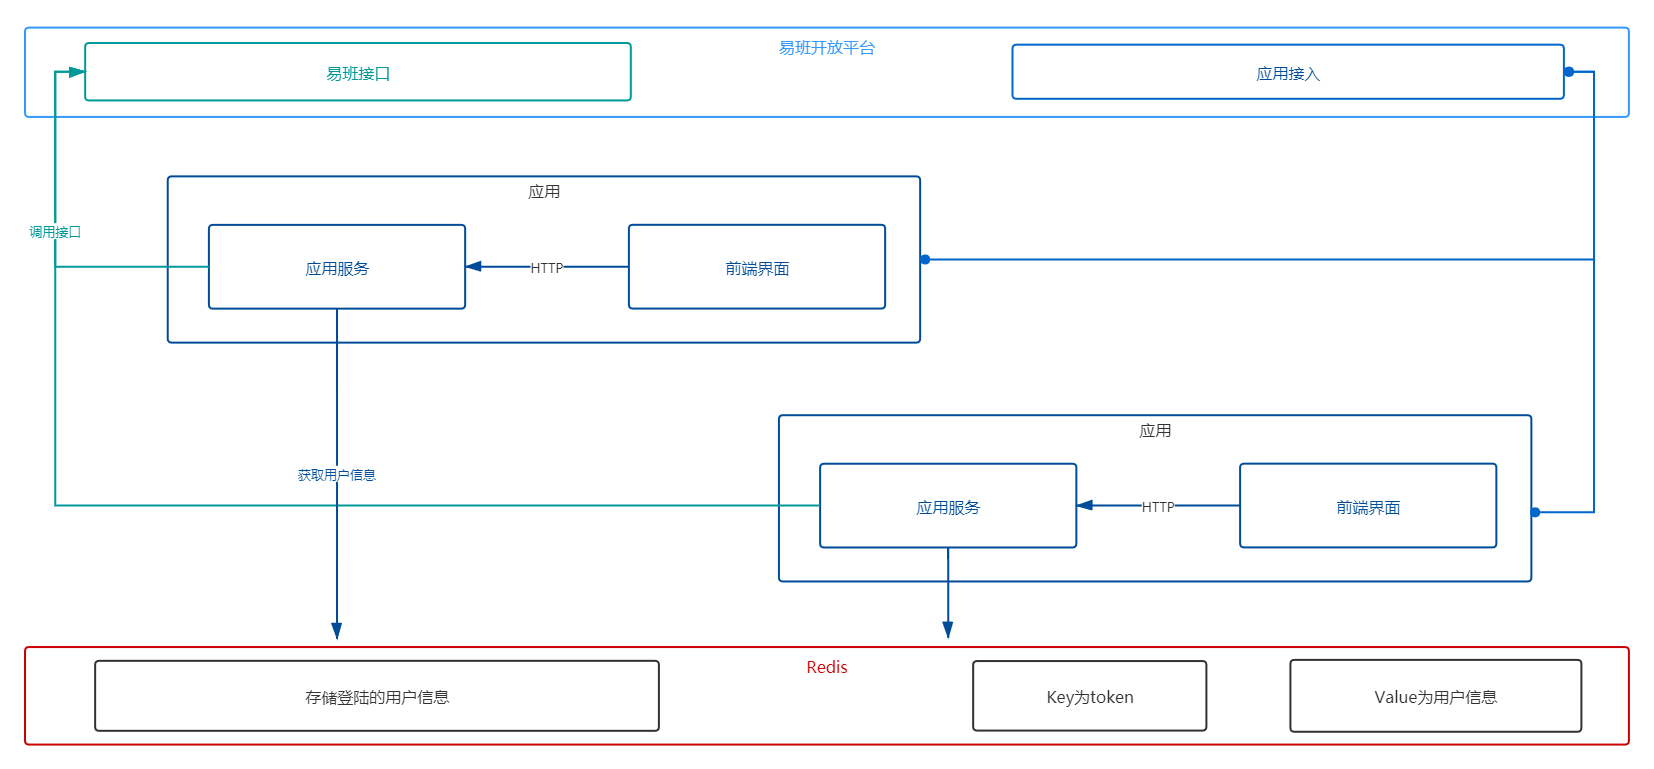 易班开放平台
易班接口
应用接入
应用
调用接口
应用服务
HTTP
前端界面
应用
获取用户信息
应用服务
HTTP
前端界面
Redis
存储登陆的用户信息
Key为token
Value为用户信息